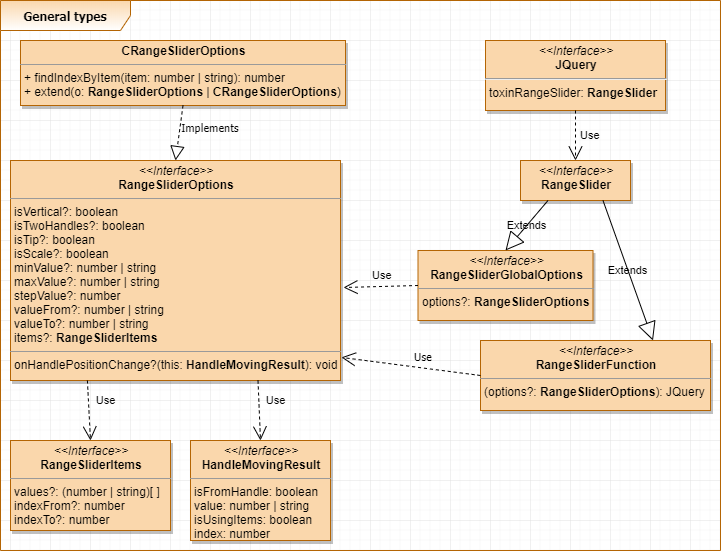 General types
CRangeSliderOptions
+ findIndexByItem(item: number | string): number
+ extend(o: RangeSliderOptions | CRangeSliderOptions)
<<Interface>>
JQuery
toxinRangeSlider: RangeSlider
Implements
Use
<<Interface>>
RangeSliderOptions
isVertical?: boolean
isTwoHandles?: boolean
isTip?: boolean
isScale?: boolean
minValue?: number | string
maxValue?: number | string
stepValue?: number
valueFrom?: number | string
valueTo?: number | string
items?: RangeSliderItems
onHandlePositionChange?(this: HandleMovingResult): void
<<Interface>>
RangeSlider
Extends
Extends
<<Interface>>
RangeSliderGlobalOptions
options?: RangeSliderOptions
Use
<<Interface>>
RangeSliderFunction
(options?: RangeSliderOptions): JQuery
Use
Use
Use
<<Interface>>
RangeSliderItems
values?: (number | string)[ ]
indexFrom?: number
indexTo?: number
<<Interface>>
HandleMovingResult
isFromHandle: boolean
value: number | string
isUsingItems: boolean
index: number